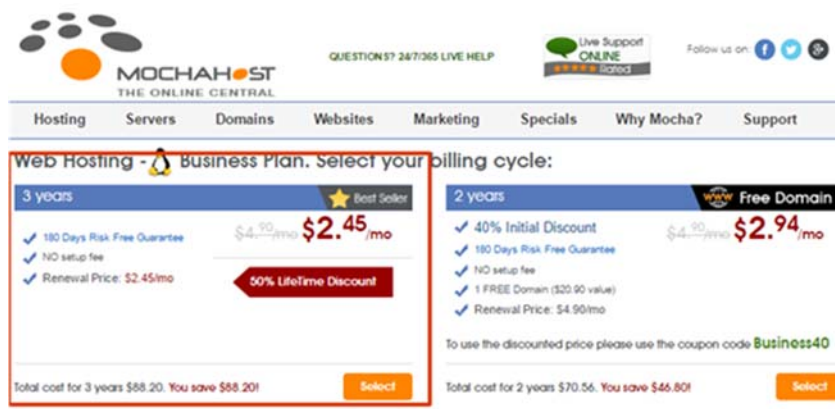 MOCHAHOST
THE ONLINE CENTRAL
QUESTIONS? 24/7/365 LIVE HELP
Live Support
ONLINE
Rated
Follow us on:
Hosting Servers Domains Websites Marketing Specials Why Mocha? Support
Web Hosting - Business Plan. Select your billing cycle:
3 years Best Seller
180 Days Risk Free Guarantee
$4.90/mo $2.45/mo
NO setup fee
Renewal Price: $2.45/mo
50% LifeTime Discount
Total cost for 3 years $88.20. You save $88.20!
Select
2 years WWW Free Domain
40% Initial Discount
$4.90/mo $2.94/mo
180 Days Risk Free Guarantee
NO setup fee
1 FREE Domain ($20.90 value)
Renewal Price: $4.90/mo
To use the discounted price please use the coupon code Business40
Total cost for 2 years $70.56. You save $46.80!
Select